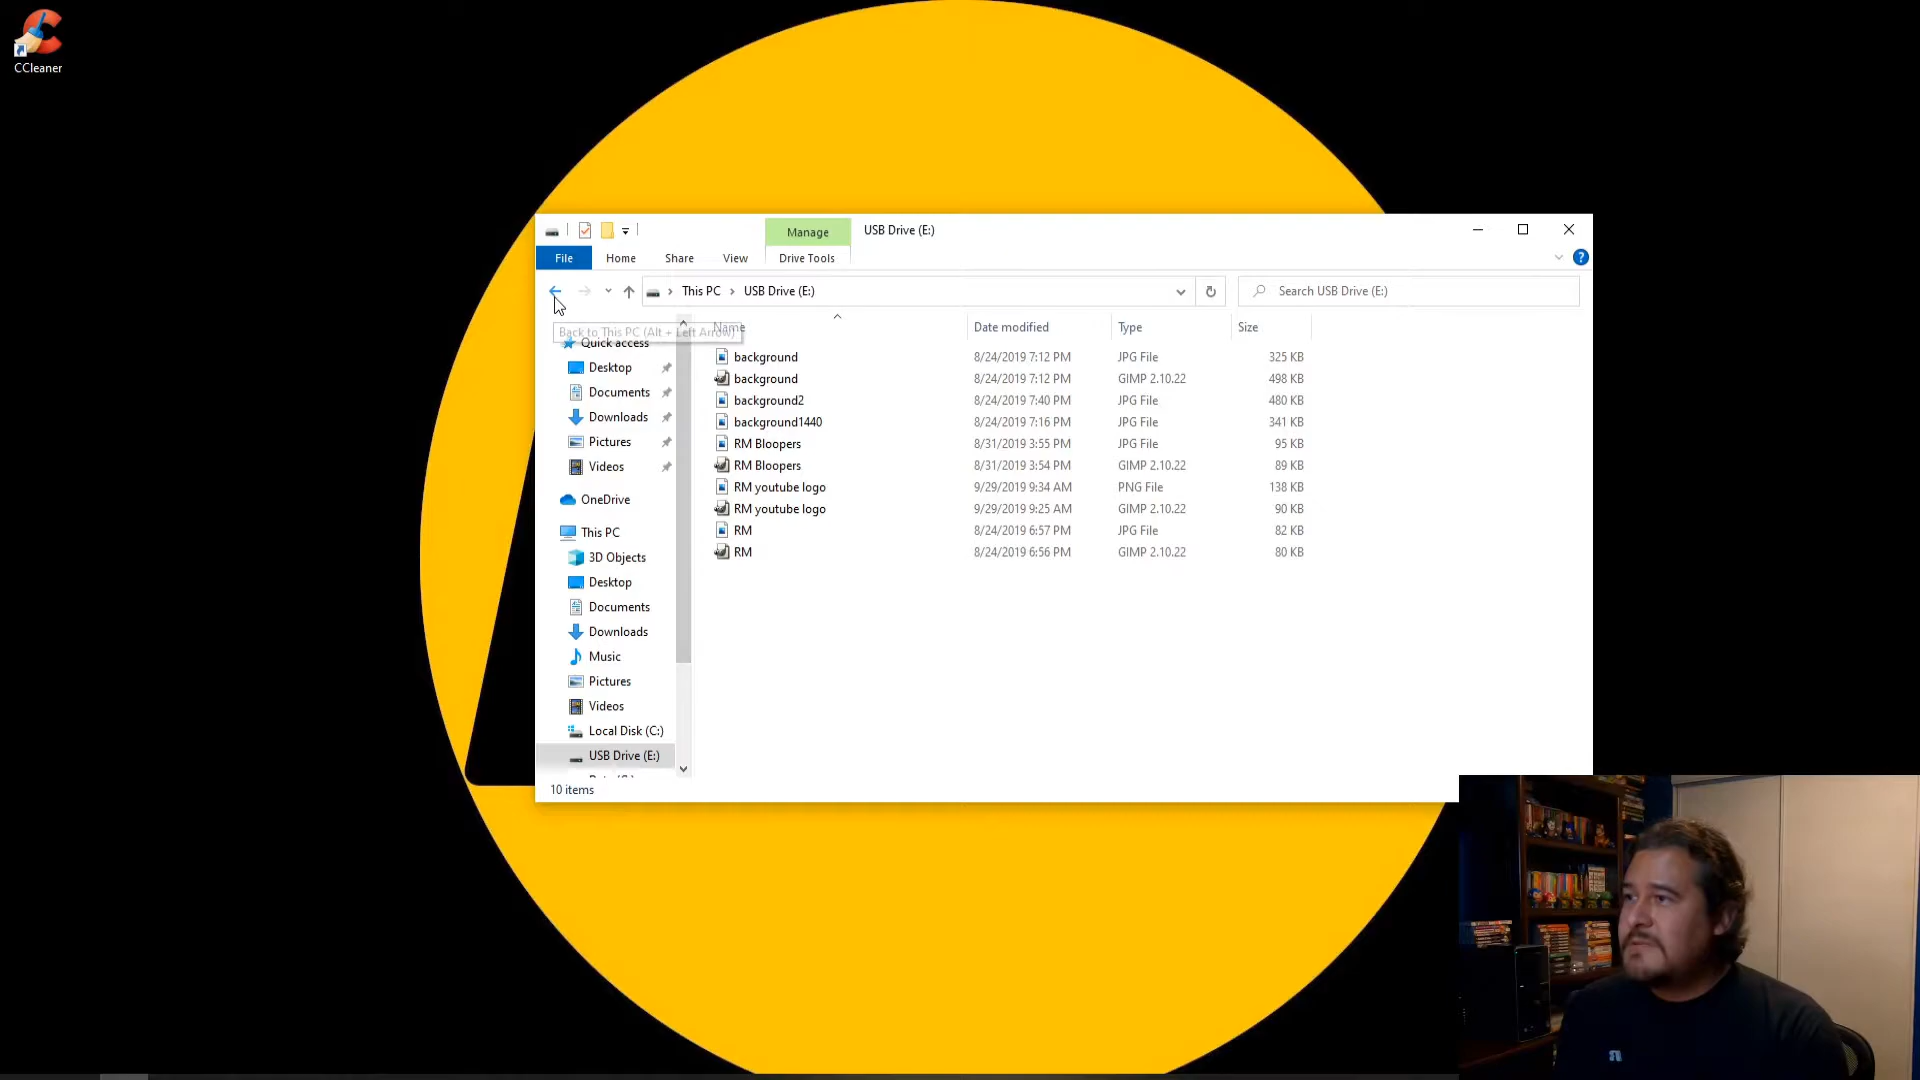 CCleaner
Manage
USB Drive (E:)
File
Home
Share
View
Drive Tools
This PC
USB Drive (E:)
Search USB Drive (E:)
Back to This PC (Alt + Left Arrow)
Name
Date modified
Type
Size
Quick access
Desktop
Documents
Downloads
Pictures
Videos
OneDrive
This PC
3D Objects
Desktop
Documents
Downloads
Music
Pictures
Videos
Local Disk (C:)
USB Drive (E:)
background 8/24/2019 7:12 PM JPG File 325 KB
background 8/24/2019 7:12 PM GIMP 2.10.22 498 KB
background2 8/24/2019 7:40 PM JPG File 480 KB
background1440 8/24/2019 7:16 PM JPG File 341 KB
RM Bloopers 8/31/2019 3:55 PM JPG File 95 KB
RM Bloopers 8/31/2019 3:54 PM GIMP 2.10.22 89 KB
RM youtube logo 9/29/2019 9:34 AM PNG File 138 KB
RM youtube logo 9/29/2019 9:25 AM GIMP 2.10.22 90 KB
RM 8/24/2019 6:57 PM JPG File 82 KB
RM 8/24/2019 6:56 PM GIMP 2.10.22 80 KB
10 items